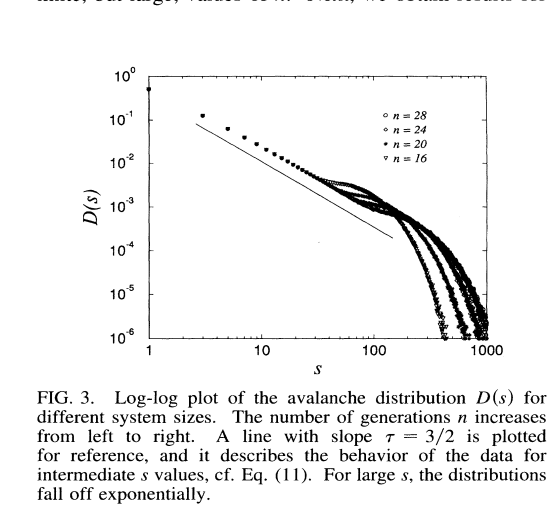 10⁰
10⁻¹
10⁻²
10⁻³
10⁻⁴
10⁻⁵
10⁻⁶
D(s)
n = 28
n = 24
n = 20
n = 16
1 10 100 1000
s
FIG. 3. Log-log plot of the avalanche distribution D(s) for
different system sizes. The number of generations n increases
from left to right. A line with slope τ = 3/2 is plotted
for reference, and it describes the behavior of the data for
intermediate s values, cf. Eq. (11). For large s, the distributions
fall off exponentially.